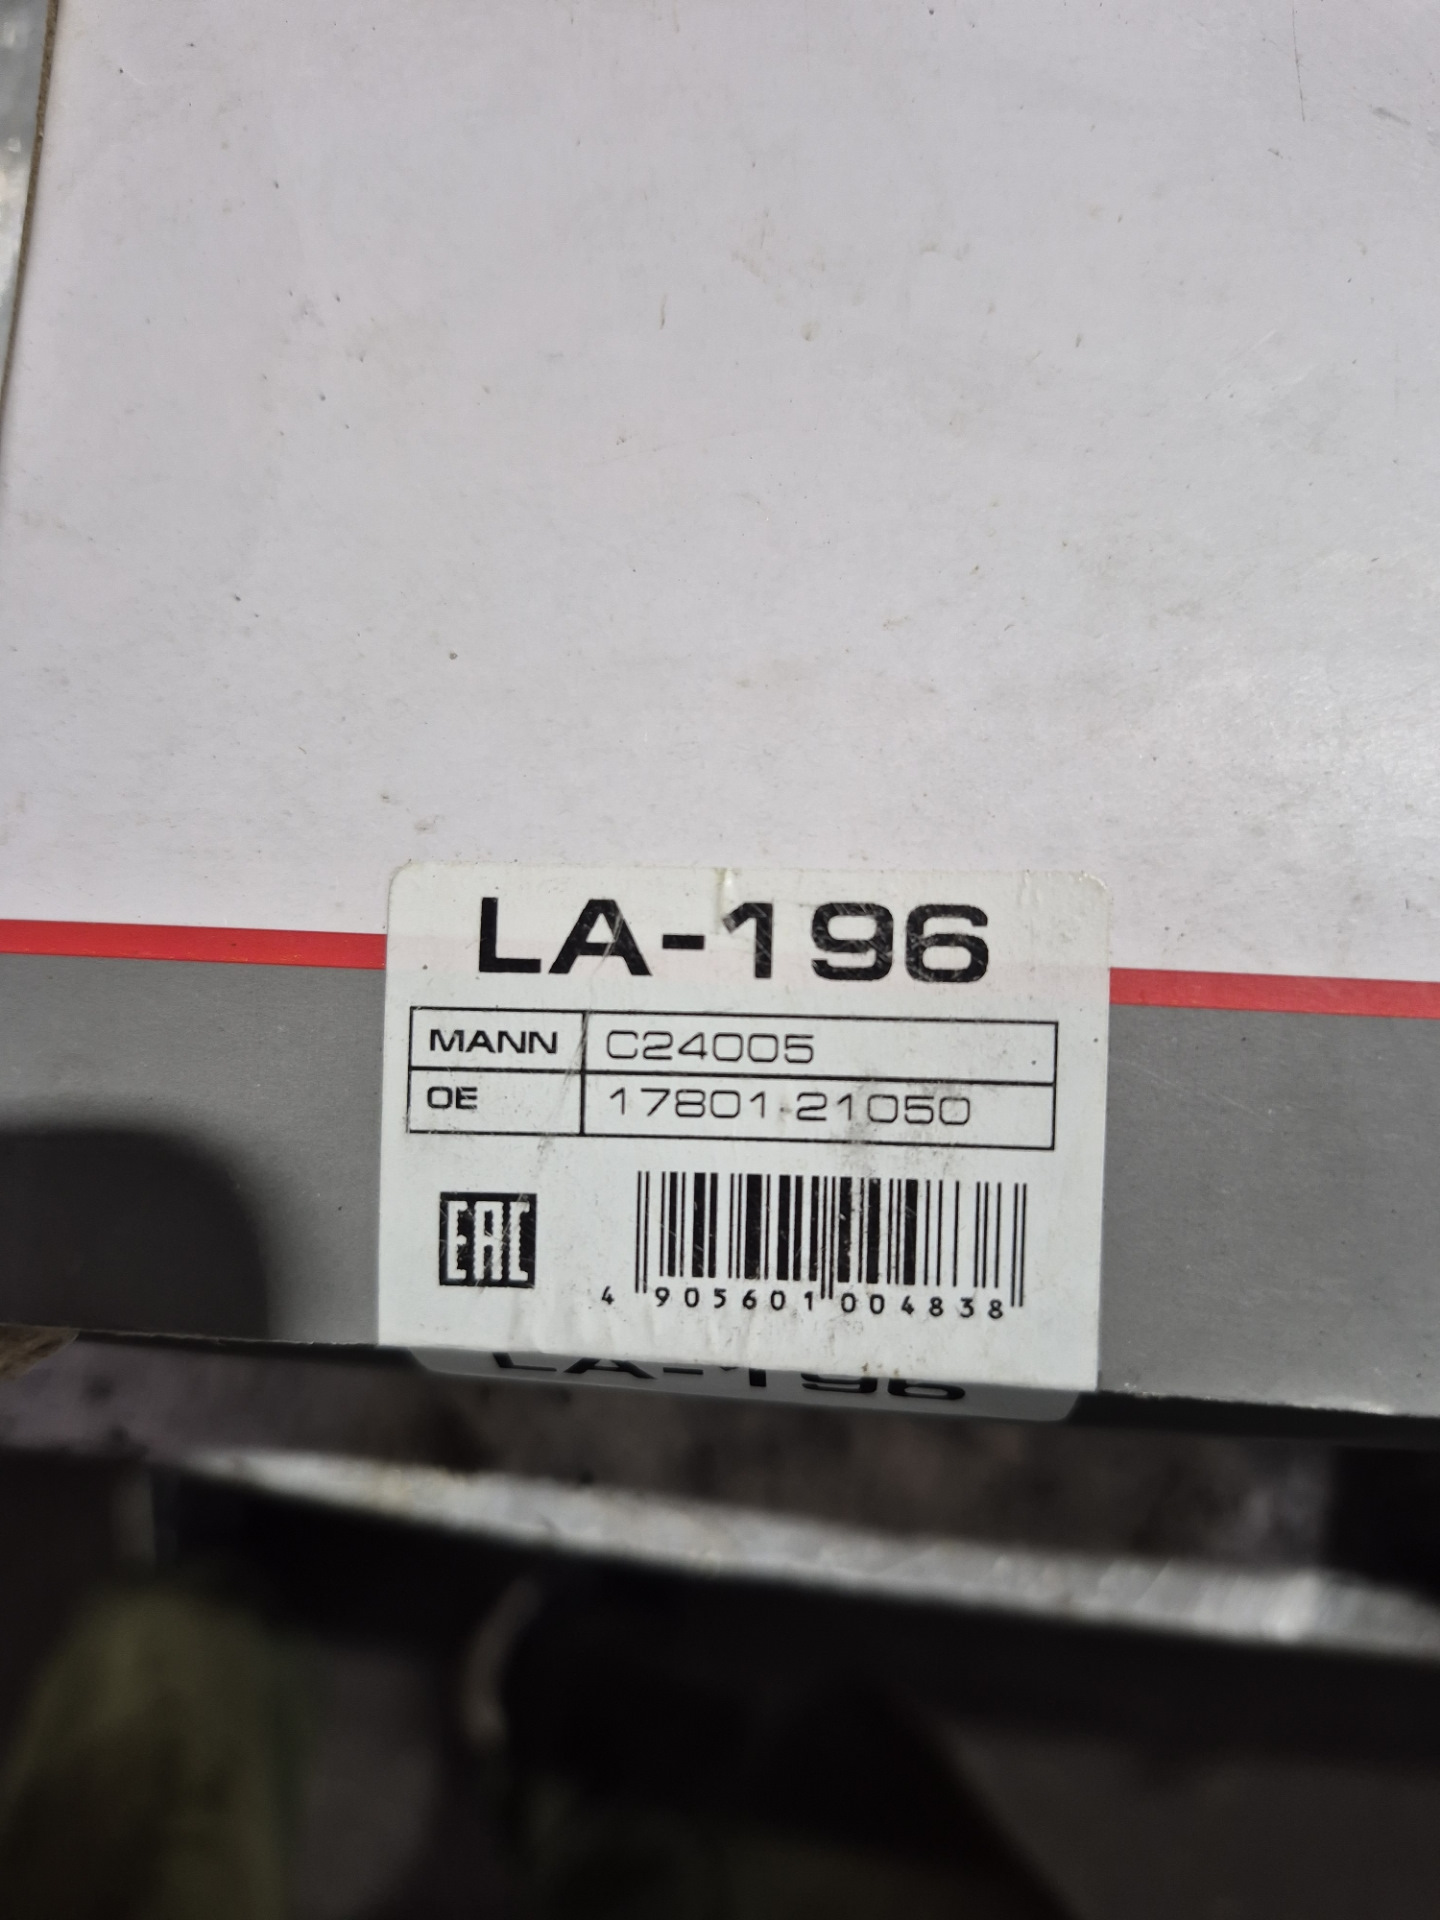 LA-196
MANN C24005
OE 17801-21050
EAC
4 905601 004838
LA-196